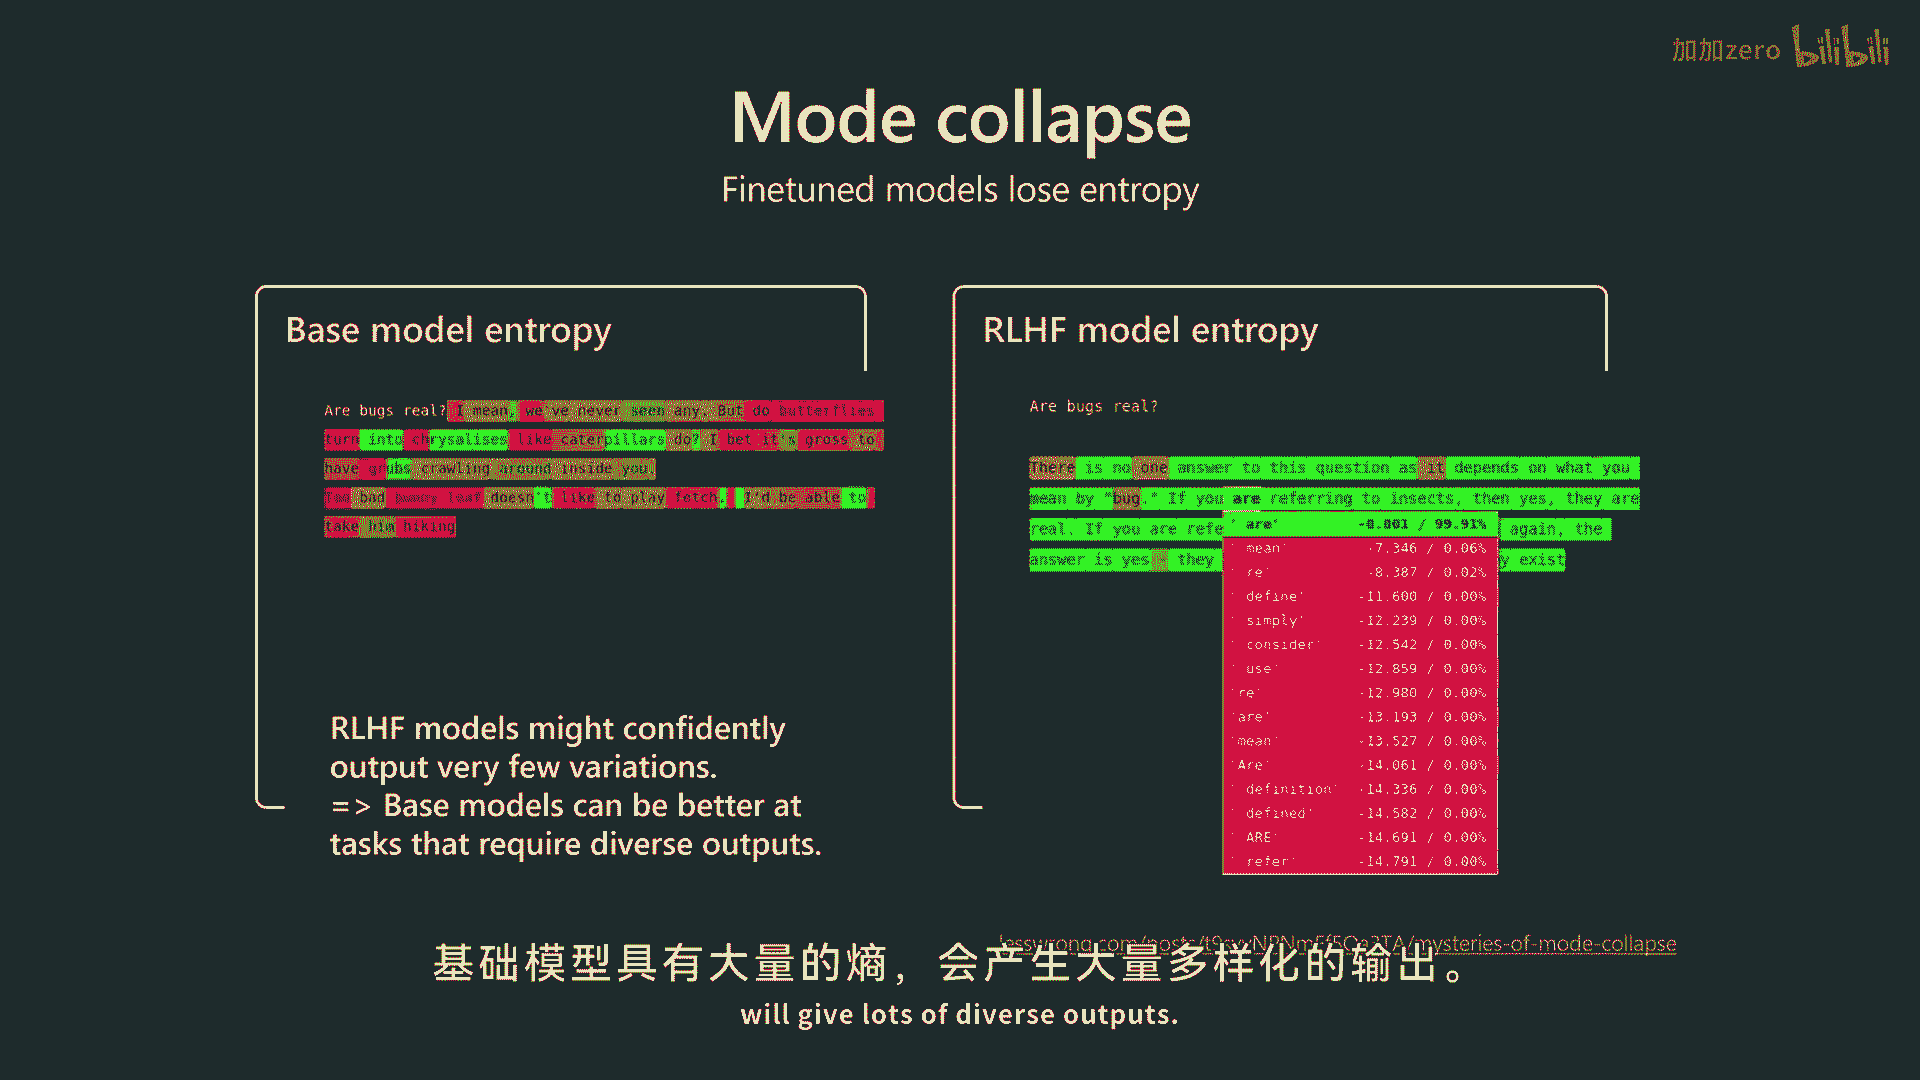 加加zero bilibili
Mode collapse
Finetuned models lose entropy
Base model entropy
Are bugs real? I mean, we've never seen any. But do butterflies
turn into chrysalises like caterpillars do? I bet it's gross to
have grubs crawling around inside you.
Ten bug leaf doesn't like to play fetch. I'd be able to
take him hiking
RLHF models might confidently
output very few variations.
=> Base models can be better at
tasks that require diverse outputs.
RLHF model entropy
Are bugs real?
There is no one answer to this question as it depends on what you
mean by "bug." If you are referring to insects, then yes, they are
real. If you are refe again, the
answer is yes, they y exist
' are' -0.001 / 99.91%
' mean' -7.346 / 0.06%
' re' -8.387 / 0.02%
' define' -11.600 / 0.00%
' simply' -12.239 / 0.00%
' consider' -12.542 / 0.00%
' use' -12.859 / 0.00%
're' -12.980 / 0.00%
'are' -13.193 / 0.00%
'mean' -13.527 / 0.00%
'Are' -14.061 / 0.00%
' definition' -14.336 / 0.00%
' defined' -14.582 / 0.00%
' ARE' -14.691 / 0.00%
' refer' -14.791 / 0.00%
lesswrong.com/posts/ /mysteries-of-mode-collapse
基础模型具有大量的熵，会产生大量多样化的输出。
will give lots of diverse outputs.